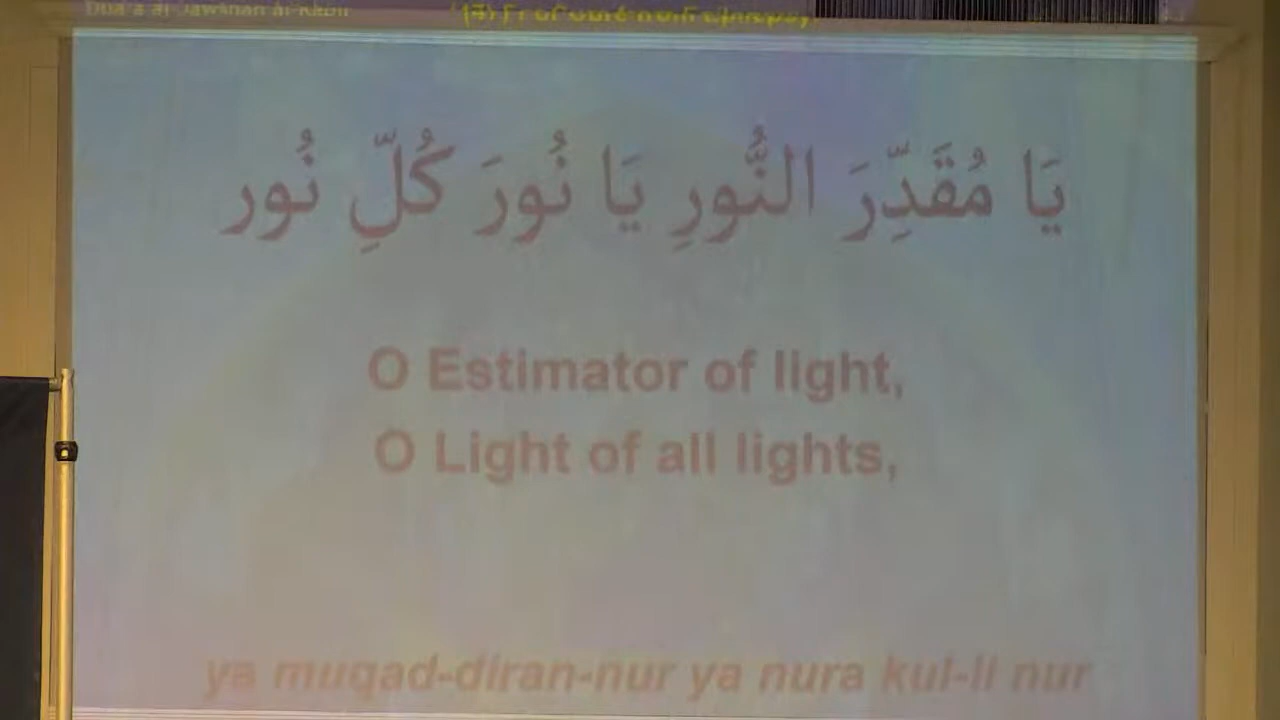 يَا مُقَدِّرَ النُّورِ يَا نُورَ كُلِّ نُور
O Estimator of light,
O Light of all lights,
ya muqad-diran-nur ya nura kul-li nur